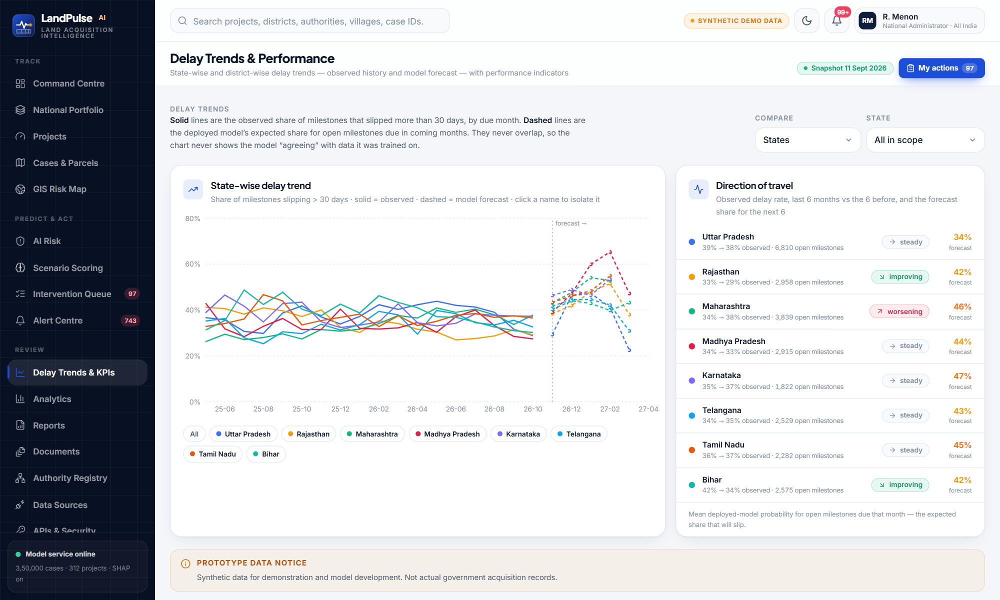 LandPulse AI
LAND ACQUISITION
INTELLIGENCE
TRACK
Command Centre
National Portfolio
Projects
Cases & Parcels
GIS Risk Map
PREDICT & ACT
AI Risk
Scenario Scoring
Intervention Queue 97
Alert Centre 743
REVIEW
Delay Trends & KPIs
Analytics
Reports
Documents
Authority Registry
Data Sources
APIs & Security
Model service online
3,50,000 cases · 312 projects · SHAP
on
Search projects, districts, authorities, villages, case IDs..
SYNTHETIC DEMO DATA
99+
RM
R. Menon
National Administrator · All India
Delay Trends & Performance
State-wise and district-wise delay trends — observed history and model forecast — with performance indicators
Snapshot 11 Sept 2026
My actions 97
DELAY TRENDS
Solid lines are the observed share of milestones that slipped more than 30 days, by due month. Dashed lines are
the deployed model’s expected share for open milestones due in coming months. They never overlap, so the
chart never shows the model “agreeing” with data it was trained on.
COMPARE
States
STATE
All in scope
State-wise delay trend
Share of milestones slipping > 30 days · solid = observed · dashed = model forecast · click a name to isolate it
80%
60%
40%
20%
0%
forecast →
25-06 25-08 25-10 25-12 26-02 26-04 26-06 26-08 26-10 26-12 27-02 27-04
All Uttar Pradesh Rajasthan Maharashtra Madhya Pradesh Karnataka Telangana
Tamil Nadu Bihar
Direction of travel
Observed delay rate, last 6 months vs the 6 before, and the forecast
share for the next 6
Uttar Pradesh → steady 34%
39% → 38% observed · 6,810 open milestones forecast
Rajasthan ↘ improving 42%
33% → 29% observed · 2,958 open milestones forecast
Maharashtra ↗ worsening 46%
34% → 38% observed · 3,839 open milestones forecast
Madhya Pradesh → steady 44%
34% → 33% observed · 2,915 open milestones forecast
Karnataka → steady 47%
35% → 37% observed · 1,822 open milestones forecast
Telangana → steady 43%
34% → 35% observed · 2,529 open milestones forecast
Tamil Nadu → steady 45%
36% → 37% observed · 2,282 open milestones forecast
Bihar ↘ improving 42%
42% → 34% observed · 2,575 open milestones forecast
Mean deployed-model probability for open milestones due that month — the expected
share that will slip.
PROTOTYPE DATA NOTICE
Synthetic data for demonstration and model development. Not actual government acquisition records.